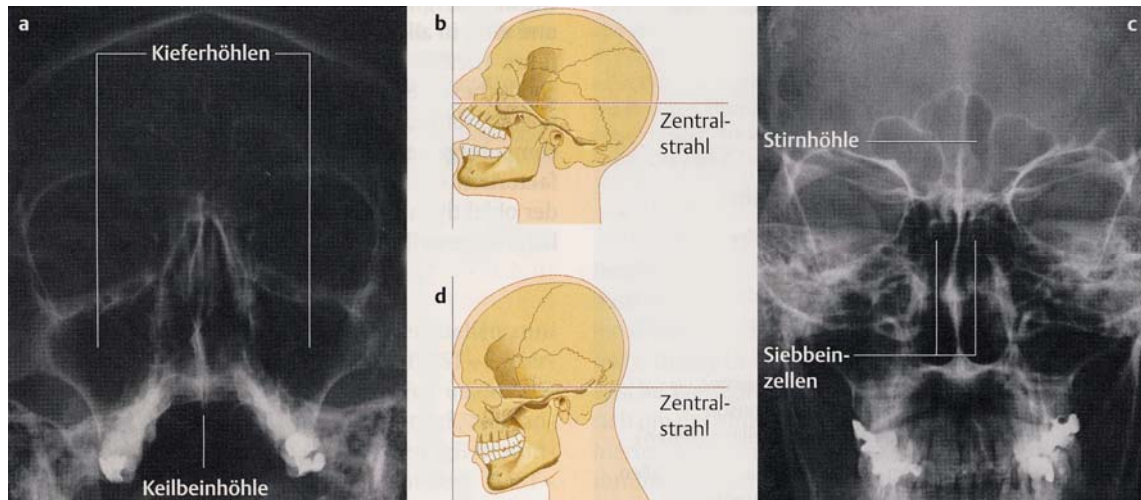 a
Kieferhöhlen
Keilbeinhöhle
b
Zentral-
strahl
d
Zentral-
strahl
c
Stirnhöhle
Siebbein-
zellen